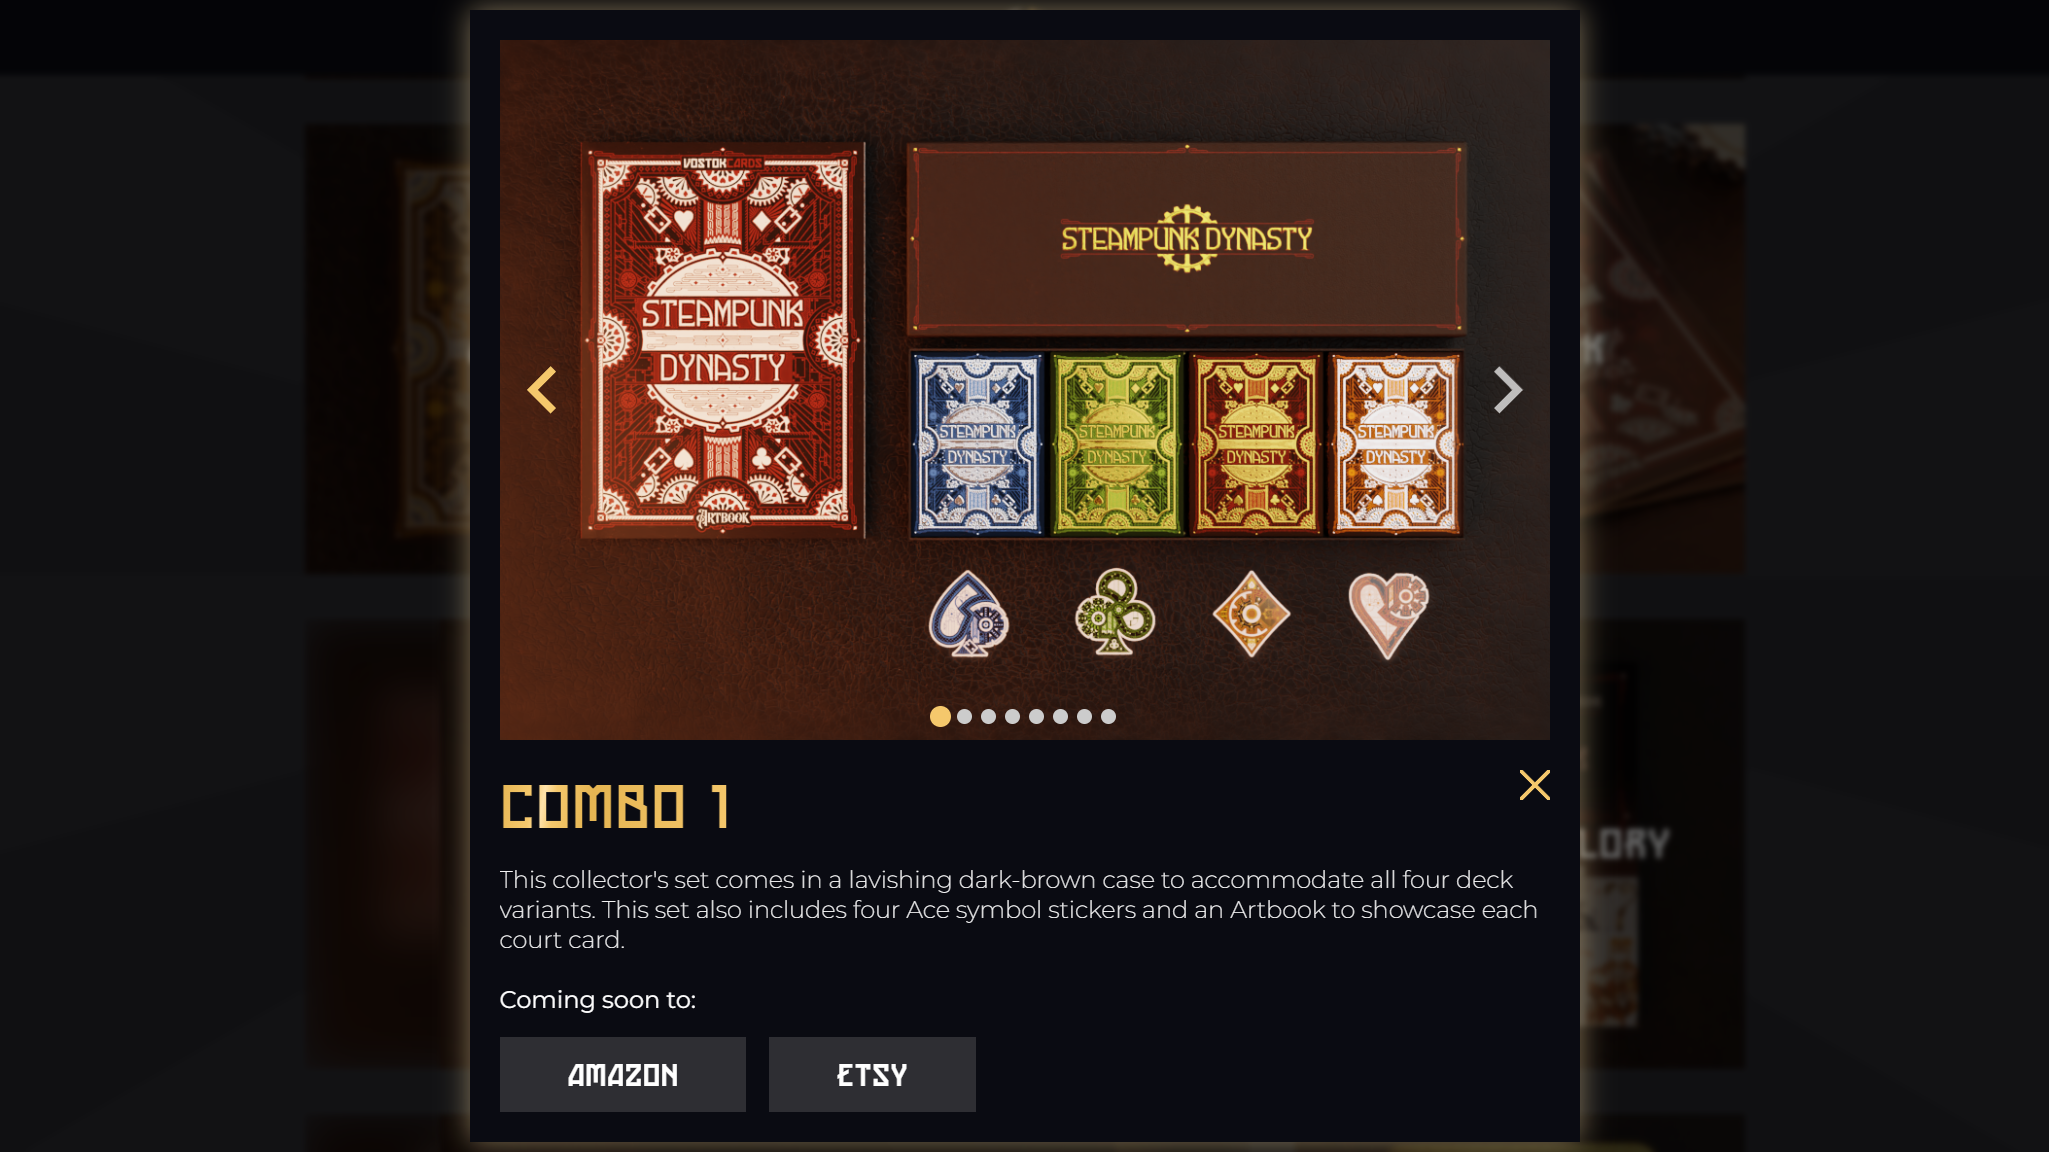 VOSTOKCARDS
STEAMPUNK
DYNASTY
ARTBOOK
STEAMPUNK DYNASTY
STEAMPUNK
DYNASTY
STEAMPUNK
DYNASTY
STEAMPUNK
DYNASTY
STEAMPUNK
DYNASTY
COMBO 1
This collector's set comes in a lavishing dark-brown case to accommodate all four deck
variants. This set also includes four Ace symbol stickers and an Artbook to showcase each
court card.
Coming soon to:
AMAZON
ETSY